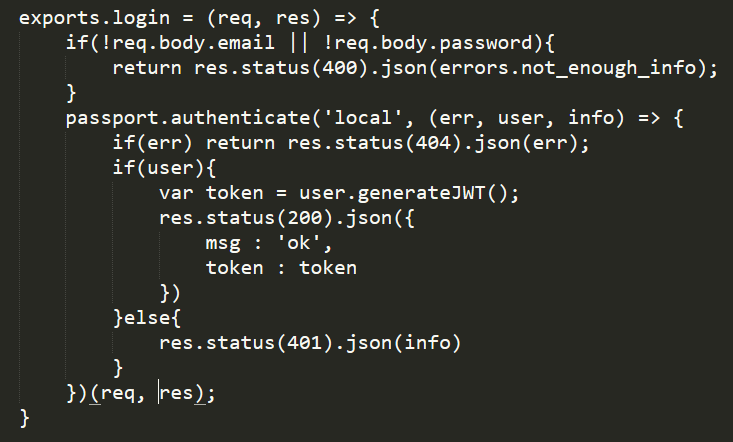 exports.login = (req, res) => {
    if(!req.body.email || !req.body.password){
        return res.status(400).json(errors.not_enough_info);
    }
    passport.authenticate('local', (err, user, info) => {
        if(err) return res.status(404).json(err);
        if(user){
            var token = user.generateJWT();
            res.status(200).json({
                msg : 'ok',
                token : token
            })
        }else{
            res.status(401).json(info)
        }
    })(req, res);
}